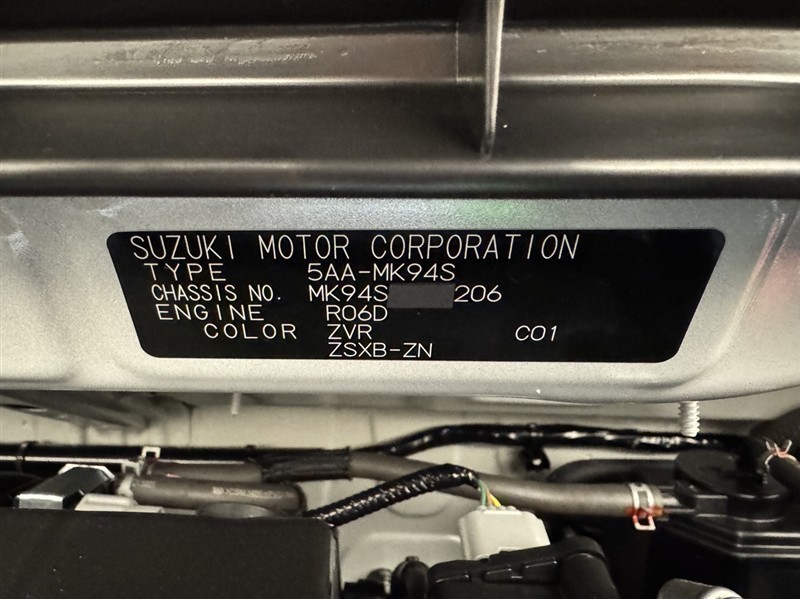 SUZUKI MOTOR CORPORATION
TYPE 5AA-MK94S
CHASSIS NO. MK94S 206
ENGINE R06D
COLOR ZVR C01
ZSXB-ZN